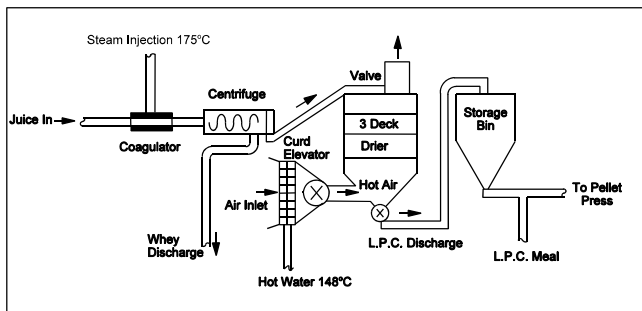 Steam Injection 175°C
Juice In
Coagulator
Centrifuge
Valve
3 Deck
Drier
Curd
Elevator
Air Inlet
Hot Air
Whey
Discharge
Hot Water 148ºC
L.P.C. Discharge
Storage
Bin
To Pellet
Press
L.P.C. Meal